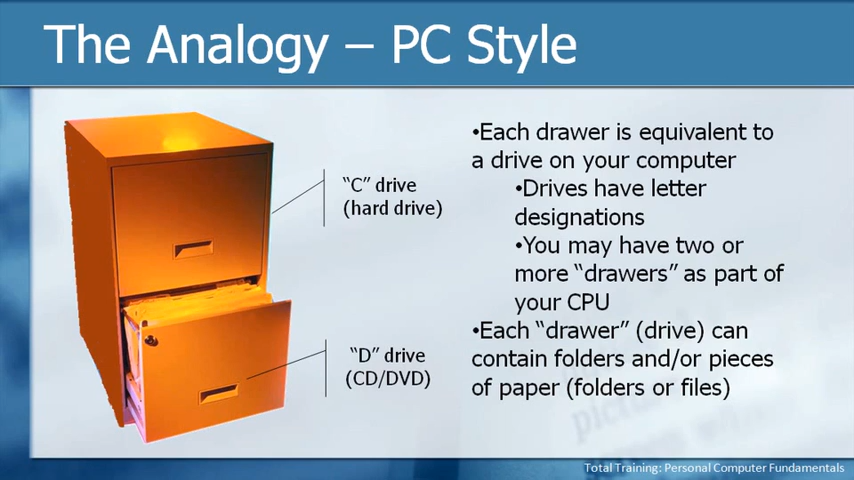 The Analogy – PC Style
“C” drive
(hard drive)
“D” drive
(CD/DVD)
•Each drawer is equivalent to
a drive on your computer
•Drives have letter
designations
•You may have two or
more “drawers” as part of
your CPU
•Each “drawer” (drive) can
contain folders and/or pieces
of paper (folders or files)
Total Training: Personal Computer Fundamentals